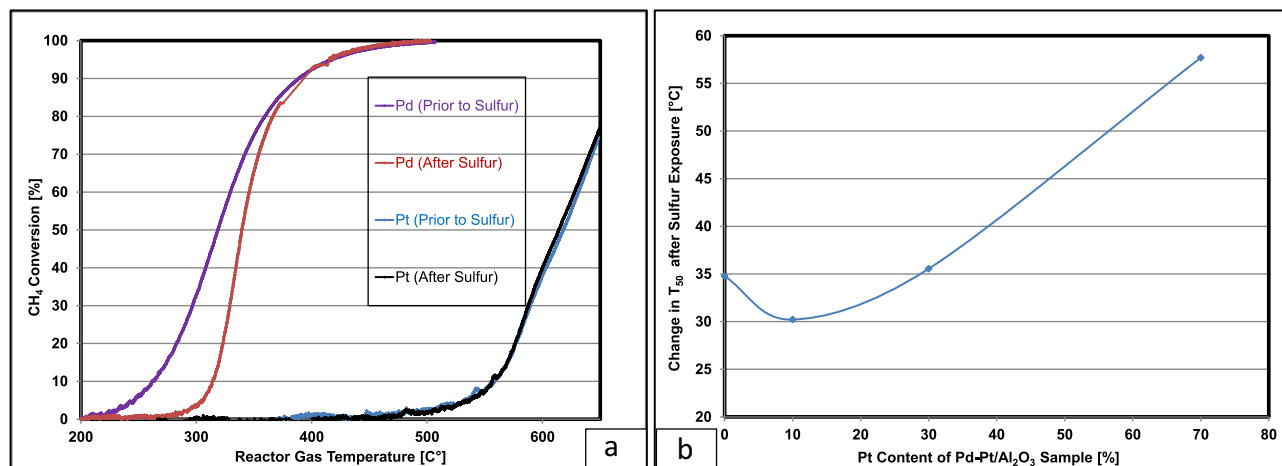 100
90
80
70
60
50
40
30
20
10
0
CH₄ Conversion [%]
Pd (Prior to Sulfur)
Pd (After Sulfur)
Pt (Prior to Sulfur)
Pt (After Sulfur)
200 300 400 500 600
Reactor Gas Temperature [C°]
a
60
55
50
45
40
35
30
25
20
Change in T₅₀ after Sulfur Exposure [°C]
0 10 20 30 40 50 60 70 80
Pt Content of Pd-Pt/Al₂O₃ Sample [%]
b